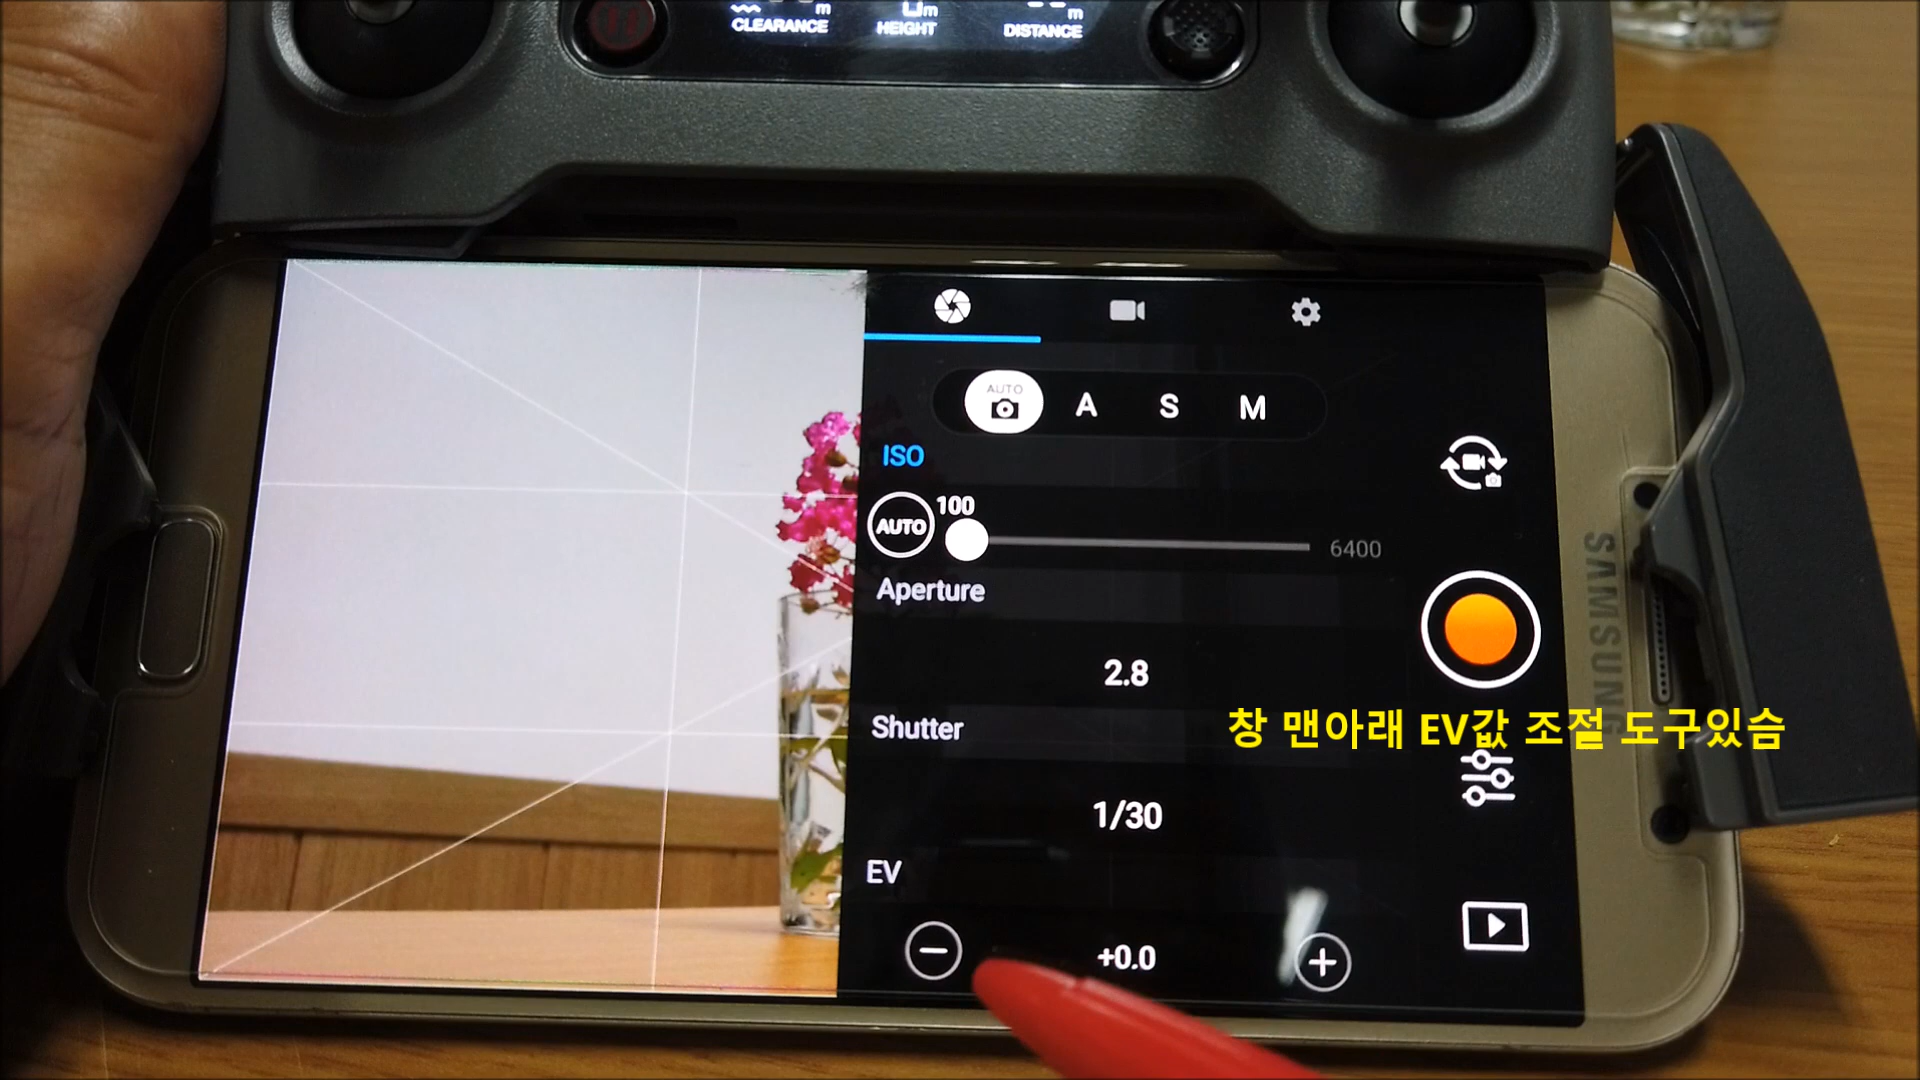 m
m
m
CLEARANCE
HEIGHT
DISTANCE
AUTO
A
S
M
ISO
AUTO
100
6400
Aperture
2.8
Shutter
1/30
EV
+0.0
SAMSUNG
창 맨아래 EV값 조절 도구있슴